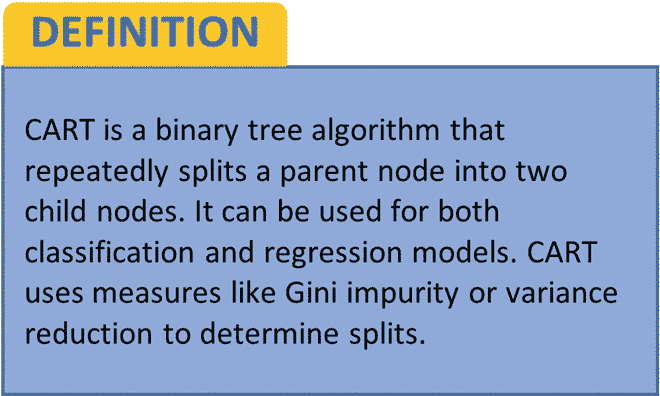 DEFINITION
CART is a binary tree algorithm that
repeatedly splits a parent node into two
child nodes. It can be used for both
classification and regression models. CART
uses measures like Gini impurity or variance
reduction to determine splits.